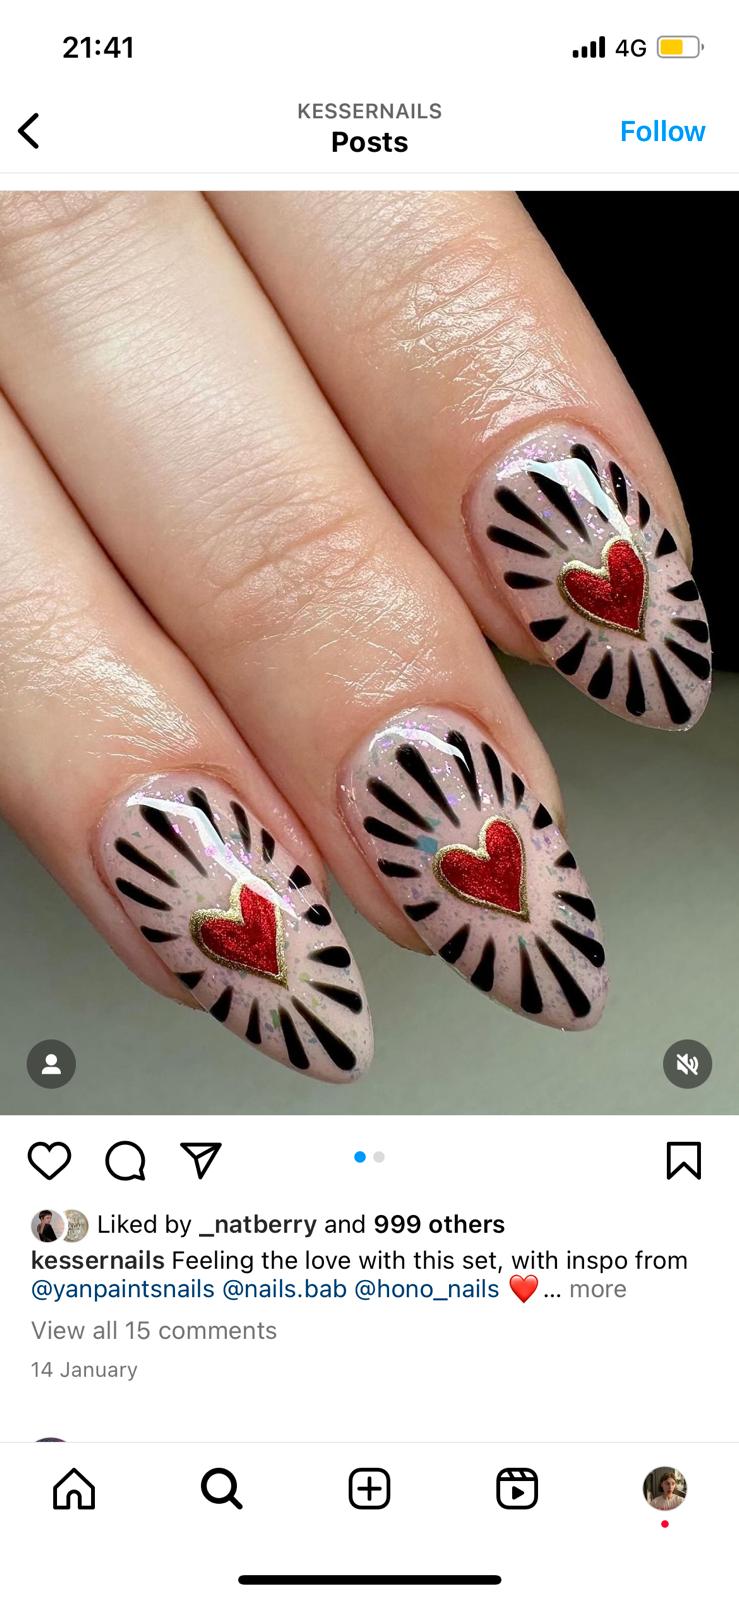 21:41
4G
KESSERNAILS
Posts
Follow
Liked by _natberry and 999 others
kessernails Feeling the love with this set, with inspo from
@yanpaintsnails @nails.bab @hono_nails ❤️... more
View all 15 comments
14 January